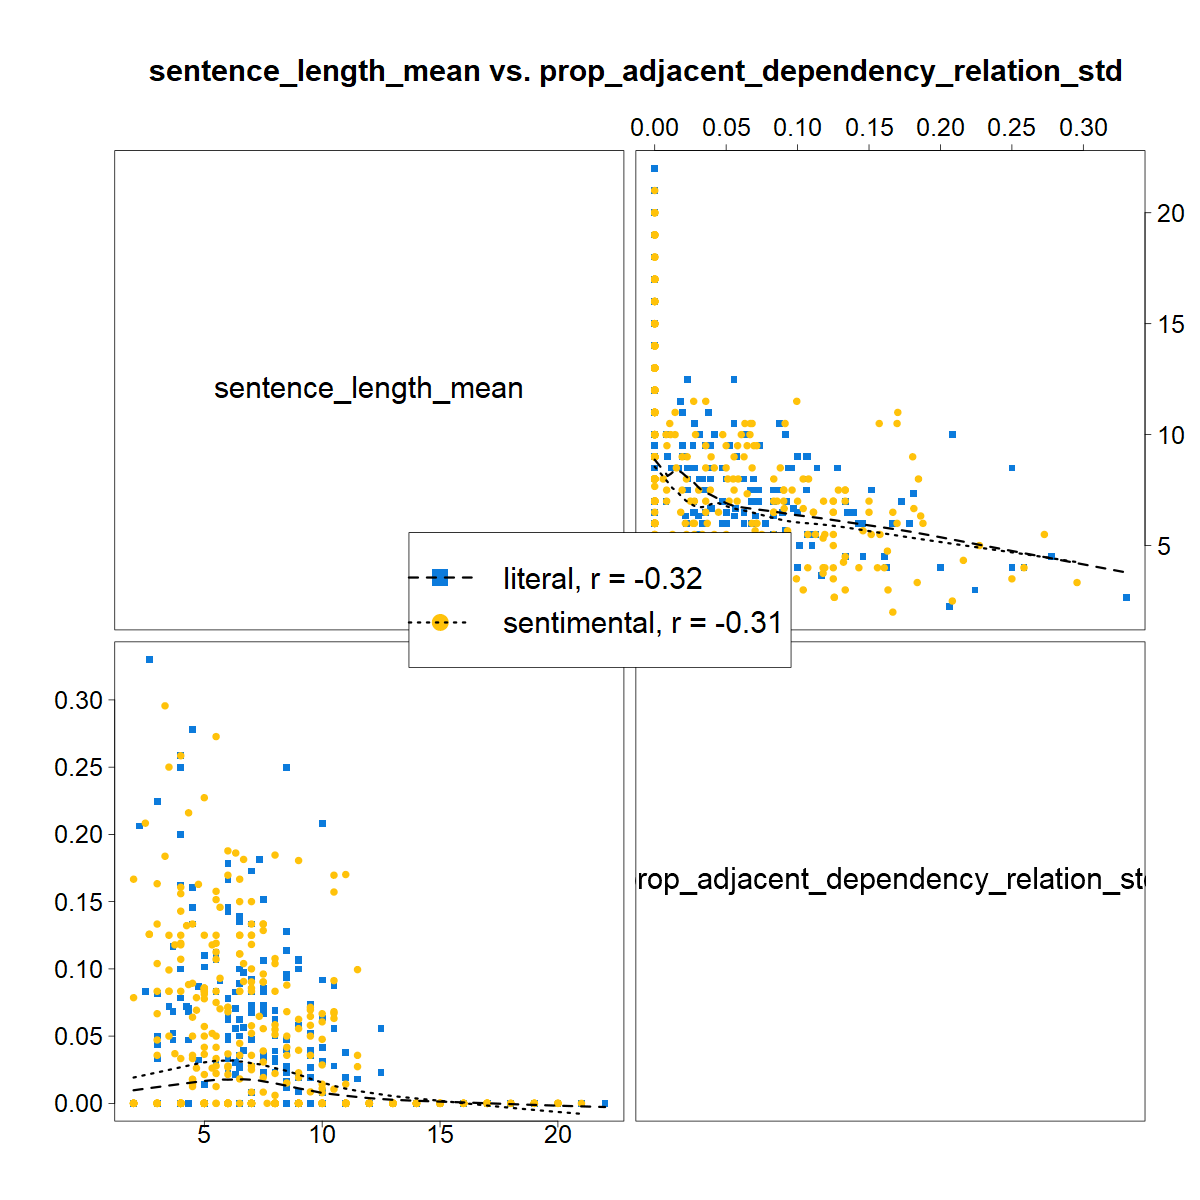 sentence_length_mean vs. prop_adjacent_dependency_relation_std
0.00 0.05 0.10 0.15 0.20 0.25 0.30
sentence_length_mean
20
15
10
5
literal, r = -0.32
sentimental, r = -0.31
0.30
0.25
0.20
0.15
0.10
0.05
0.00
rop_adjacent_dependency_relation_st
5 10 15 20